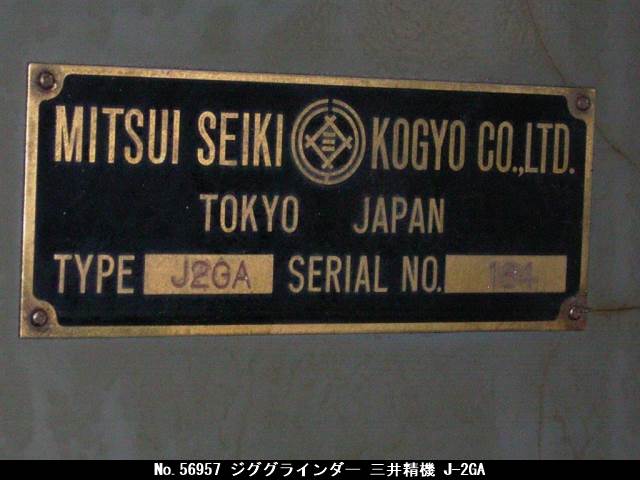 MITSUI SEIKI KOGYO CO.,LTD.
TOKYO JAPAN
TYPE J2GA SERIAL NO. 184
No.56957 ジググラインダー 三井精機 J-2GA